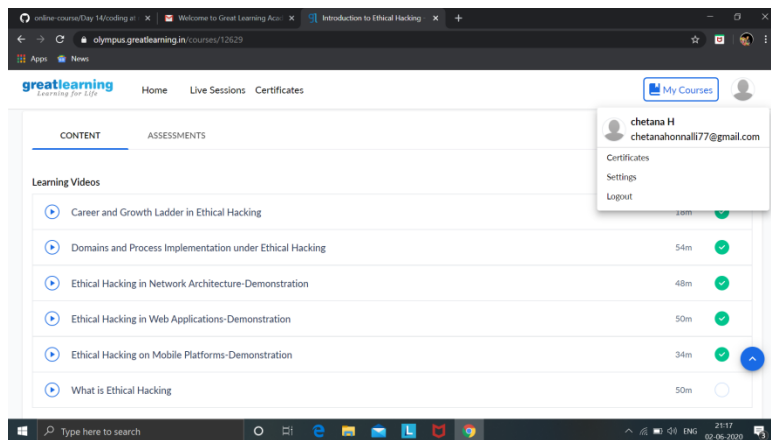 online-course/Day 14/coding at
Welcome to Great Learning Acad
Introduction to Ethical Hacking -
olympus.greatlearning.in/courses/12629
Apps
News
greatlearning
Learning for Life
Home
Live Sessions
Certificates
My Courses
chetana H
chetanahonnalli77@gmail.com
Certificates
Settings
Logout
CONTENT
ASSESSMENTS
Learning Videos
Career and Growth Ladder in Ethical Hacking
18m
Domains and Process Implementation under Ethical Hacking
54m
Ethical Hacking in Network Architecture-Demonstration
48m
Ethical Hacking in Web Applications-Demonstration
50m
Ethical Hacking on Mobile Platforms-Demonstration
34m
What is Ethical Hacking
50m
Type here to search
ENG
21:17
02-06-2020